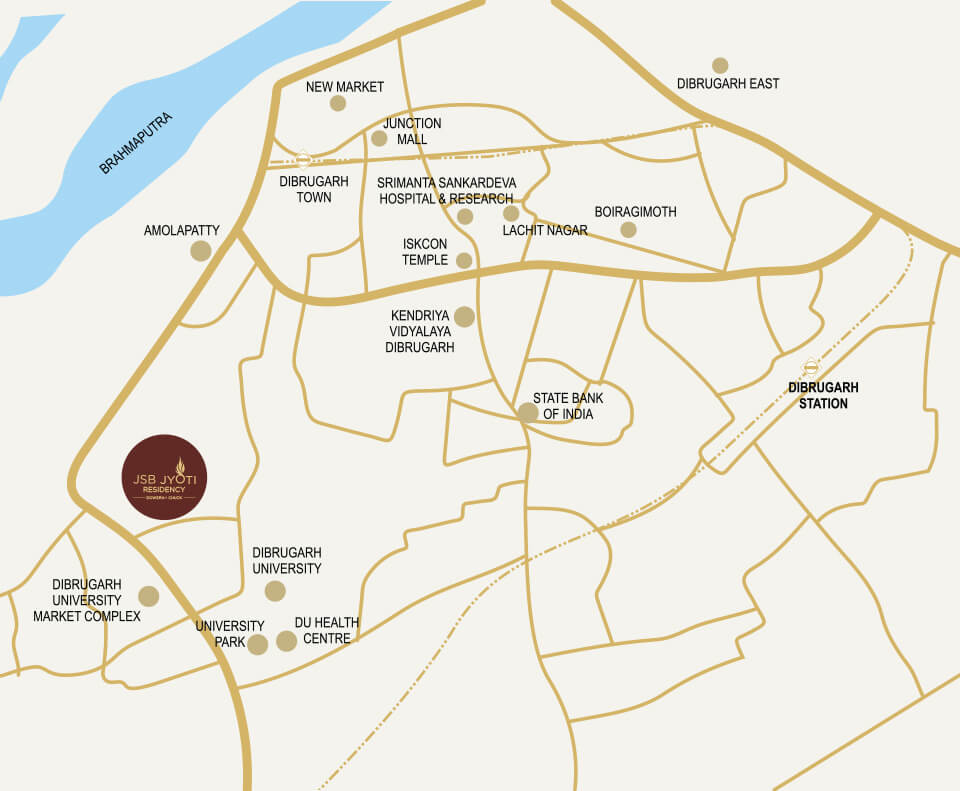 DIBRUGARH EAST
NEW MARKET
JUNCTION
MALL
BRAHMAPUTRA
DIBRUGARH
TOWN
SRIMANTA SANKARDEVA
HOSPITAL & RESEARCH
BOIRAGIMOTH
AMOLAPATTY
LACHIT NAGAR
ISKCON
TEMPLE
KENDRIYA
VIDYALAYA
DIBRUGARH
DIBRUGARH
STATION
STATE BANK
OF INDIA
JSB JYOTI
RESIDENCY
DIBRUGARH
UNIVERSITY
DIBRUGARH
UNIVERSITY
MARKET COMPLEX
UNIVERSITY
PARK
DU HEALTH
CENTRE